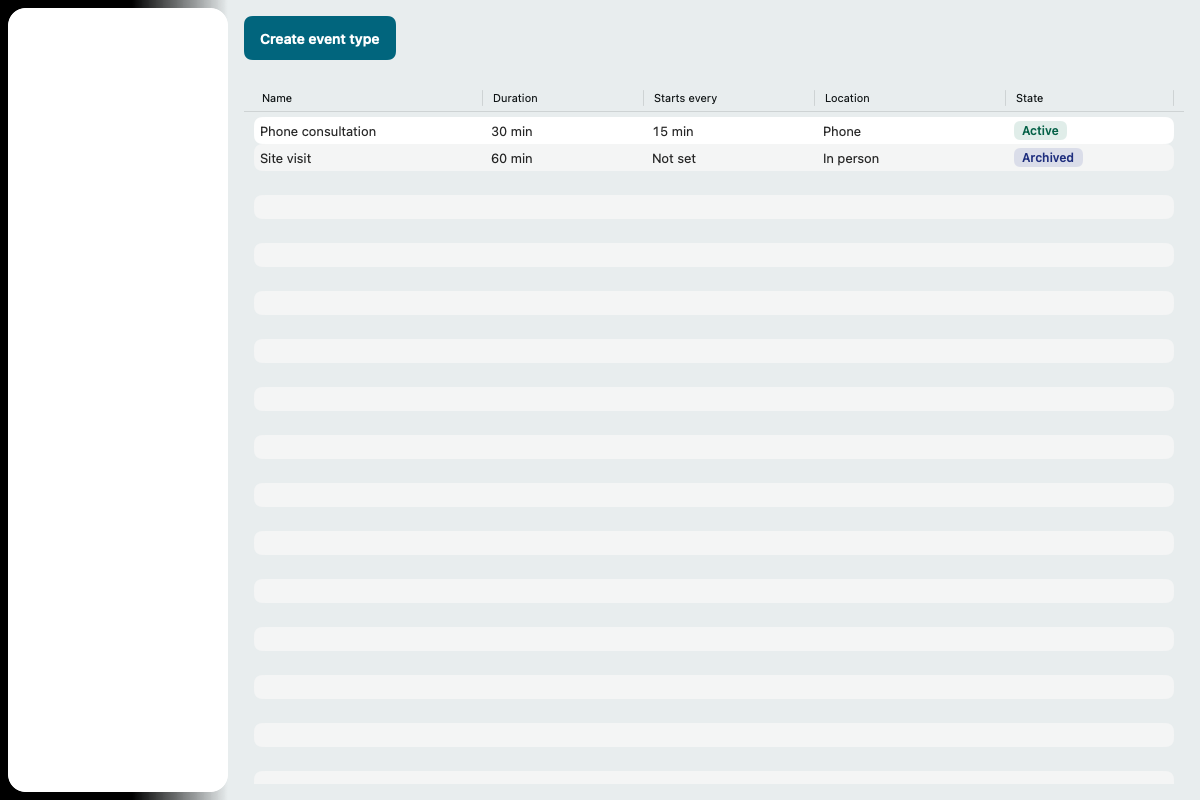 Create event type
Name Duration Starts every Location State
Phone consultation 30 min 15 min Phone Active
Site visit 60 min Not set In person Archived